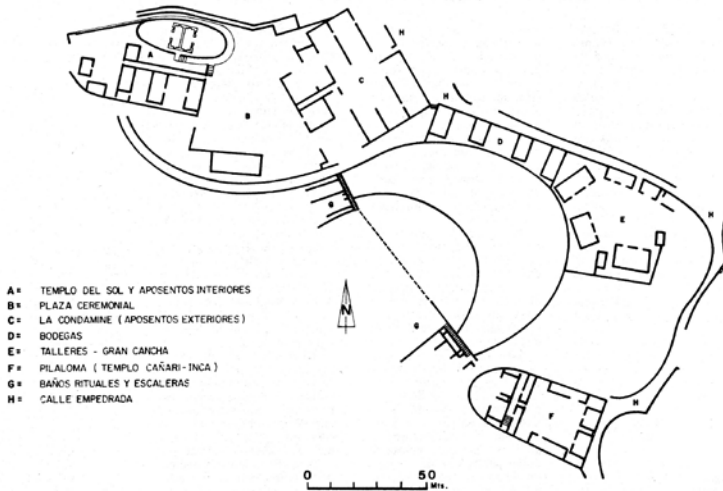 H
A
C
B
H
D
H
E
G
G
F
H
N
A= TEMPLO DEL SOL Y APOSENTOS INTERIORES
B= PLAZA CEREMONIAL
C= LA CONDAMINE (APOSENTOS EXTERIORES)
D= BODEGAS
E= TALLERES - GRAN CANCHA
F= PILALOMA (TEMPLO CAÑARI-INCA)
G= BAÑOS RITUALES Y ESCALERAS
H= CALLE EMPEDRADA
0 50
Mts.